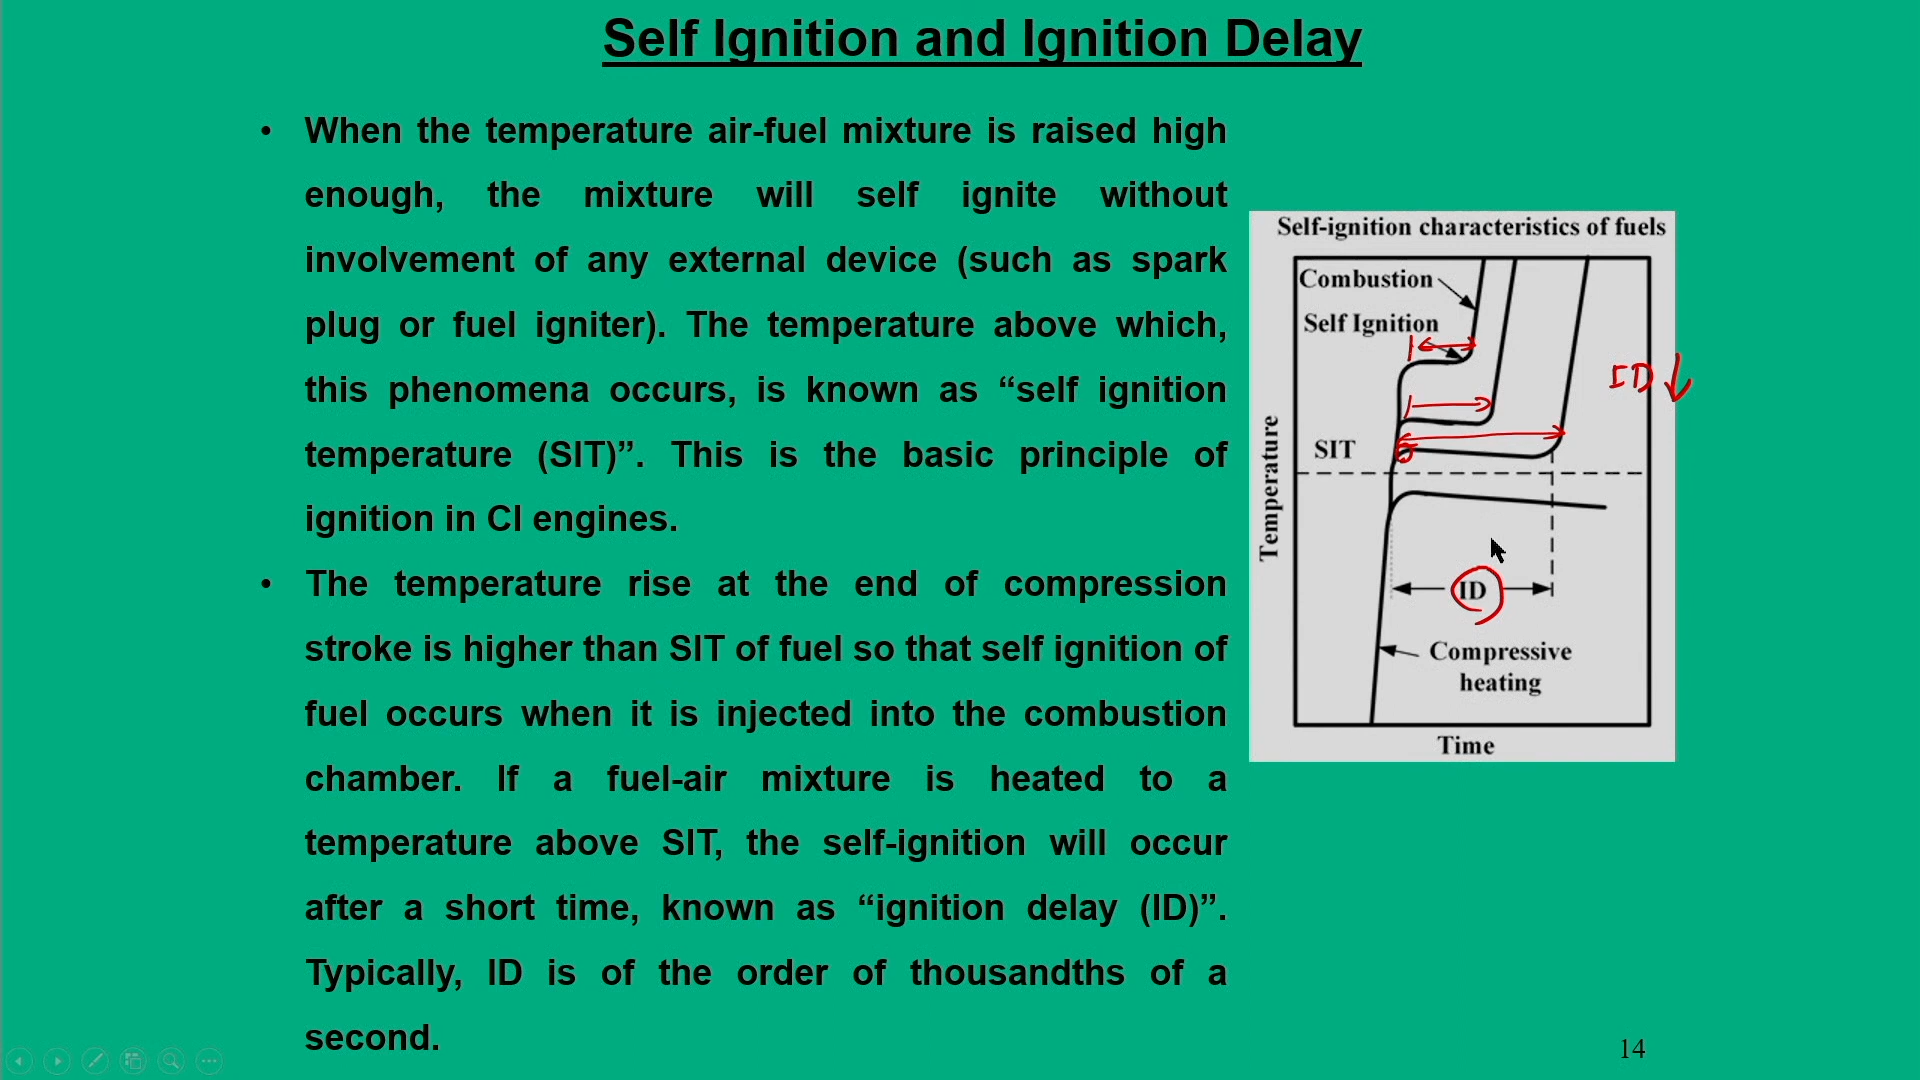 Self Ignition and Ignition Delay
• When the temperature air-fuel mixture is raised high
enough, the mixture will self ignite without
involvement of any external device (such as spark
plug or fuel igniter). The temperature above which,
this phenomena occurs, is known as “self ignition
temperature (SIT)”. This is the basic principle of
ignition in CI engines.
• The temperature rise at the end of compression
stroke is higher than SIT of fuel so that self ignition of
fuel occurs when it is injected into the combustion
chamber. If a fuel-air mixture is heated to a
temperature above SIT, the self-ignition will occur
after a short time, known as “ignition delay (ID)”.
Typically, ID is of the order of thousandths of a
second.
Self-ignition characteristics of fuels
Combustion
Self Ignition
ID ↓
SIT
Temperature
ID
Compressive
heating
Time
14